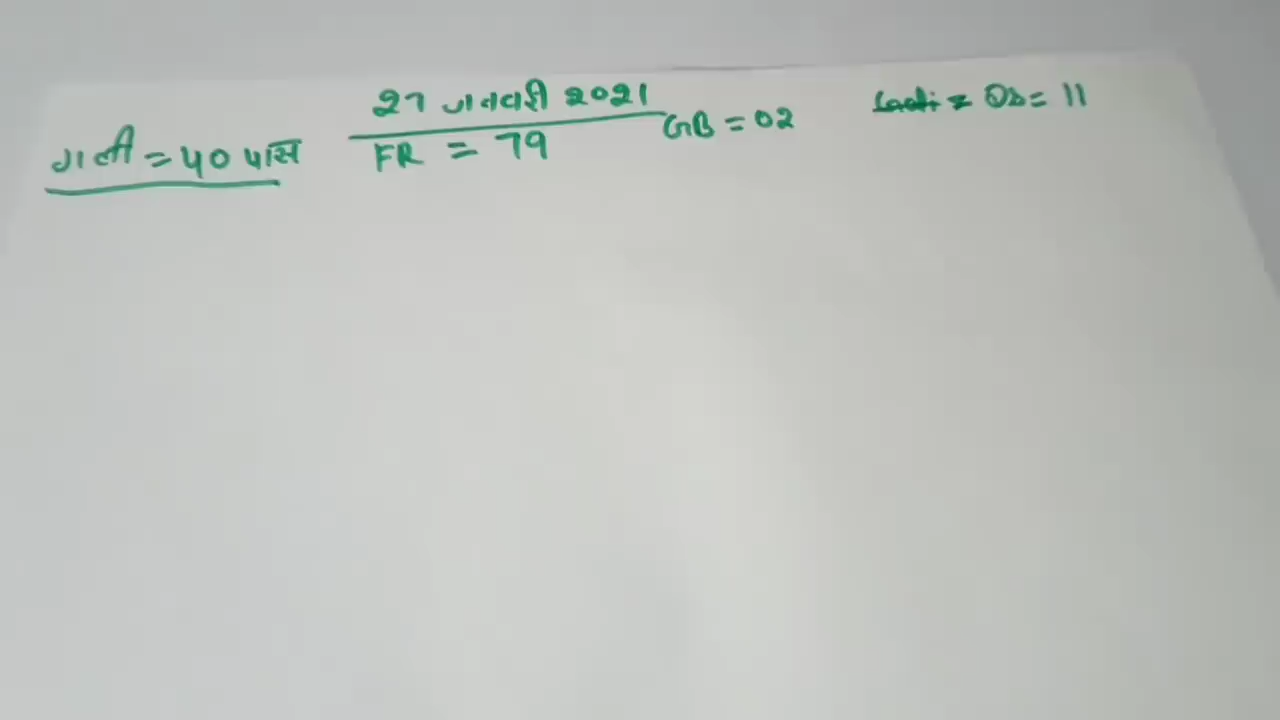 27 जनवरी 2021
गली = 40 पास
FR = 79
GB = 02
Ds = 11